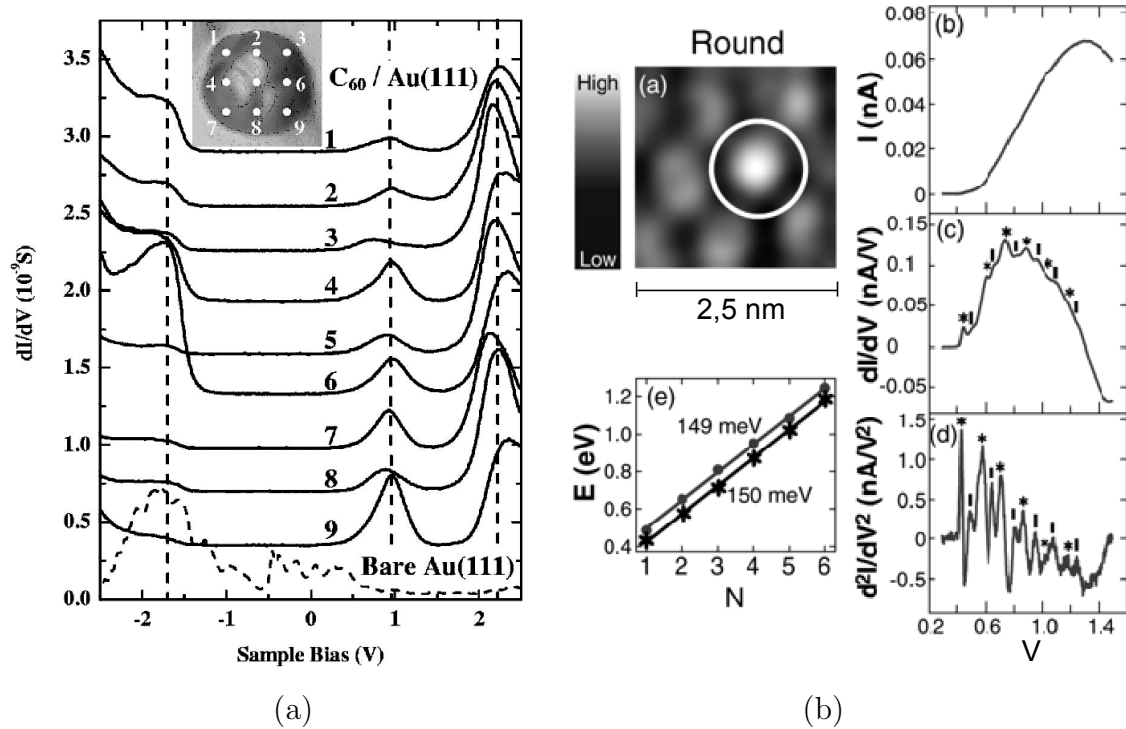 3.5
3.0
2.5
2.0
1.5
1.0
0.5
0.0
dI/dV (10⁻⁹S)
-2
-1
0
1
2
Sample Bias (V)
1 2 3
4 6
7 8 9
C₆₀ / Au(111)
1
2
3
4
5
6
7
8
9
Bare Au(111)
(a)
Round
High
Low
(a)
2,5 nm
(e)
149 meV
150 meV
1.2
1.0
0.8
0.6
0.4
E (eV)
1 2 3 4 5 6
N
(b)
0.08
0.06
0.04
0.02
0
I (nA)
(c)
0.15
0.10
0.05
0
-0.05
dI/dV (nA/V)
(d)
1.5
1.0
0.5
0
-0.5
d²I/dV² (nA/V²)
0.2 0.6 1.0 1.4
V
(b)